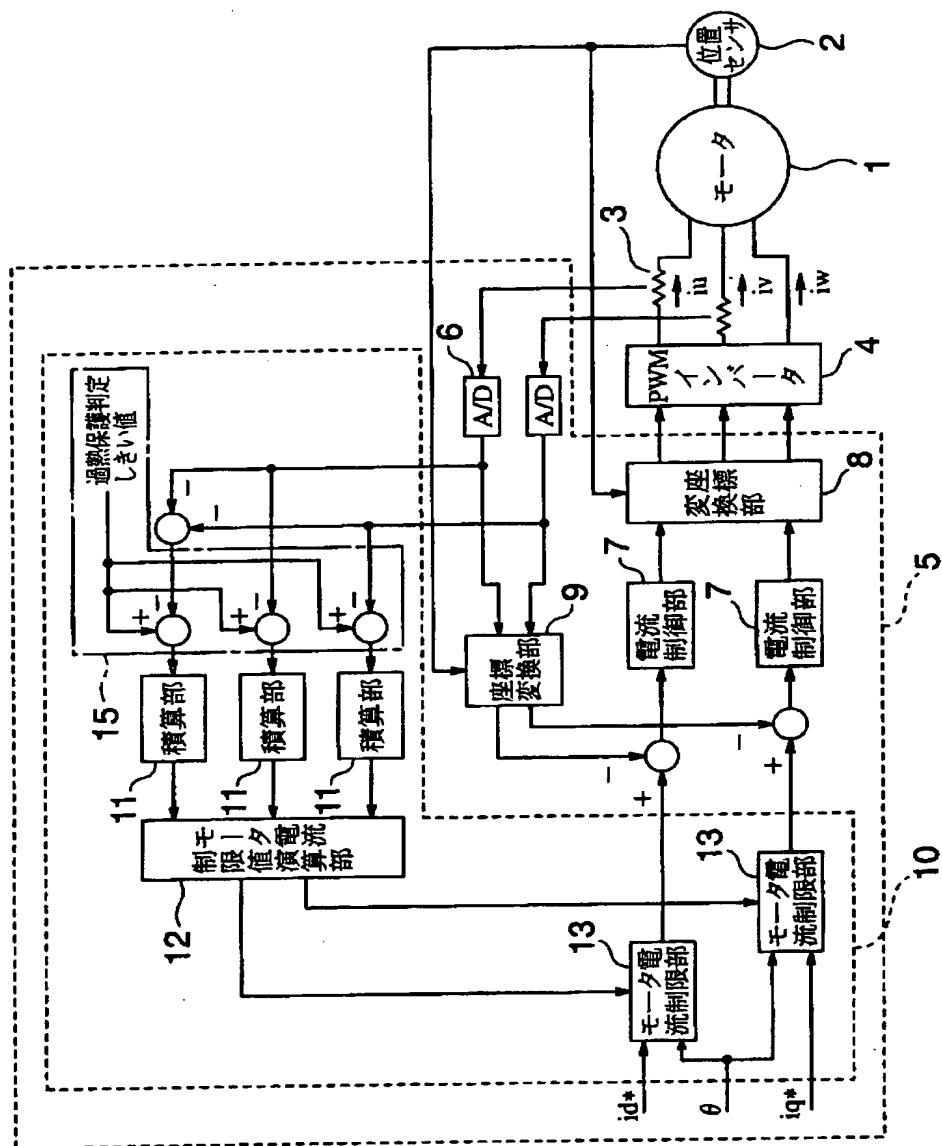 過熱保護判定
しきい値
15
積算部
11
積算部
11
積算部
11
モータ電流
制限値演算部
12
6
A/D
A/D
座標
変換部
9
位置
センサ
2
モータ
1
3
iu
iv
iw
PWM
インバータ
4
座標
変換部
8
電流
制御部
7
電流
制御部
7
5
モータ電
流制限部
13
モータ電
流制限部
13
10
id*
θ
iq*
+
−
+
−
+
−
−
−
+
−
+
−